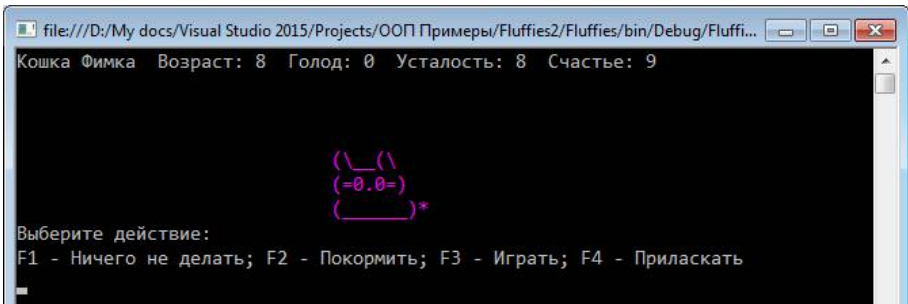 file:///D:/My docs/Visual Studio 2015/Projects/ООП Примеры/Fluffies2/Fluffies/bin/Debug/Fluffi...
Кошка Фимка  Возраст: 8  Голод: 0  Усталость: 8  Счастье: 9
(\__(\
(=0.0=)
(______)*
Выберите действие:
F1 - Ничего не делать; F2 - Покормить; F3 - Играть; F4 - Приласкать